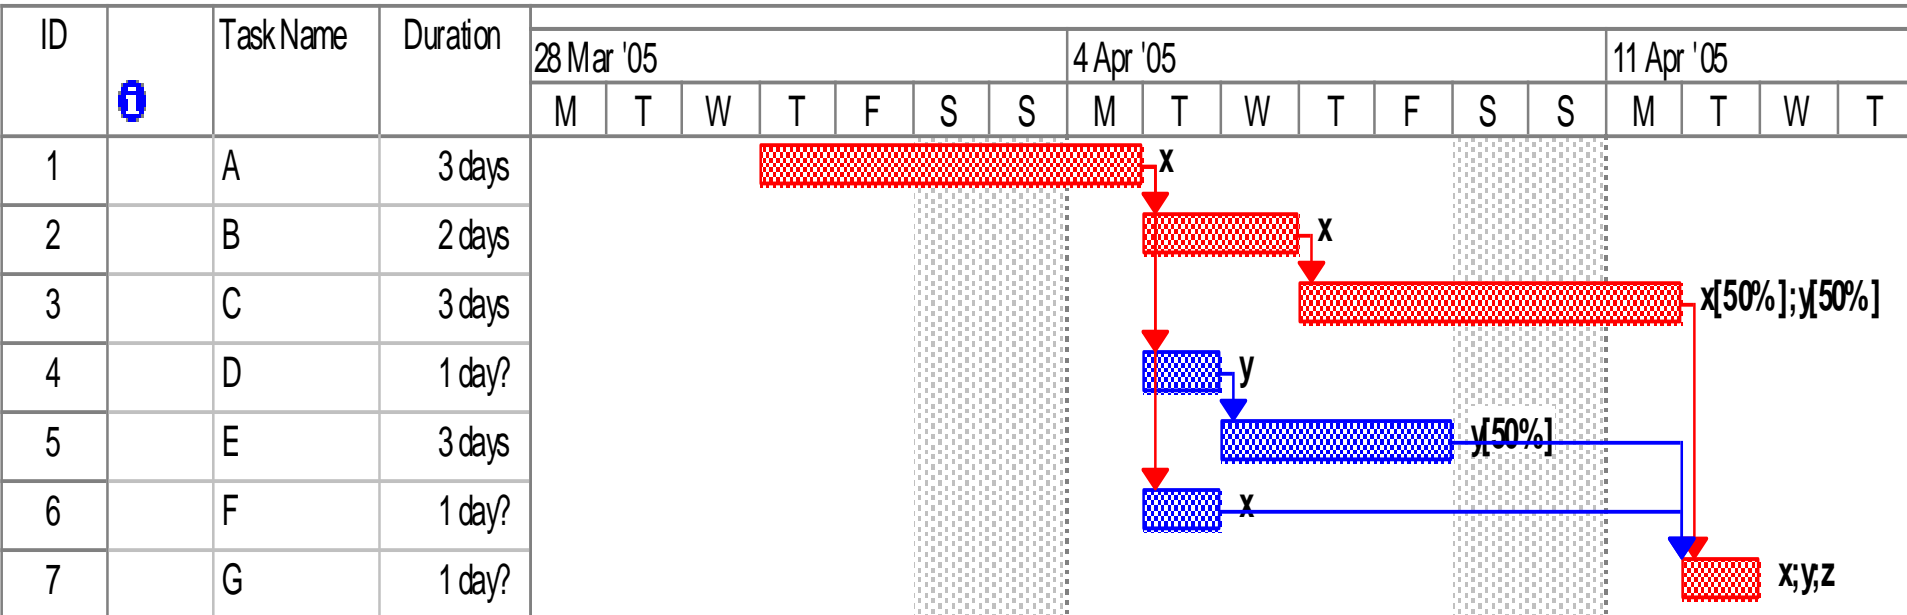 ID Task Name Duration
28 Mar '05 4 Apr '05 11 Apr '05
M T W T F S S M T W T F S S M T W T
1 A 3 days x
2 B 2 days x
3 C 3 days x[50%];y[50%]
4 D 1 day? y
5 E 3 days y[50%]
6 F 1 day? x
7 G 1 day? x;y;z